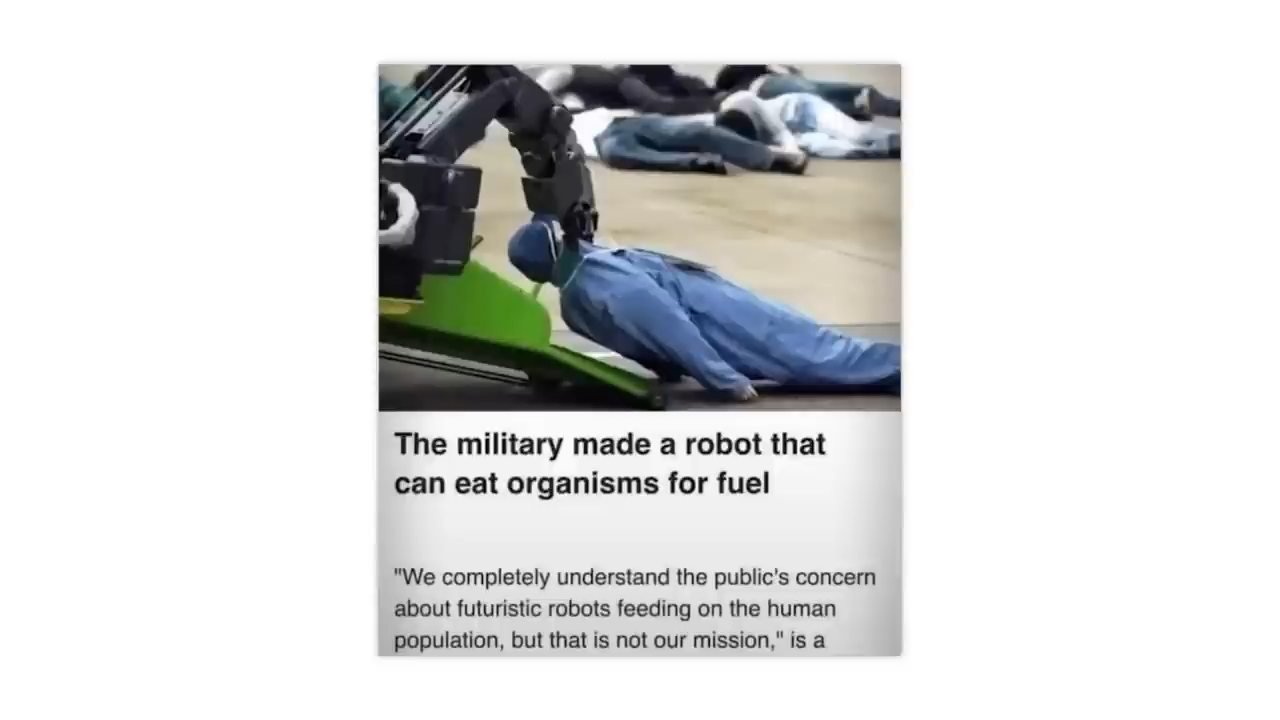 The military made a robot that
can eat organisms for fuel
"We completely understand the public's concern
about futuristic robots feeding on the human
population, but that is not our mission," is a